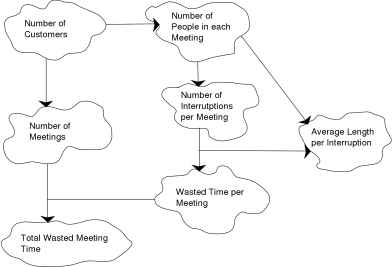 Number of
Customers
Number of
People in each
Meeting
Number of
Interrutptions
per Meeting
Number of
Meetings
Average Length
per Interruption
Wasted Time per
Meeting
Total Wasted Meeting
Time